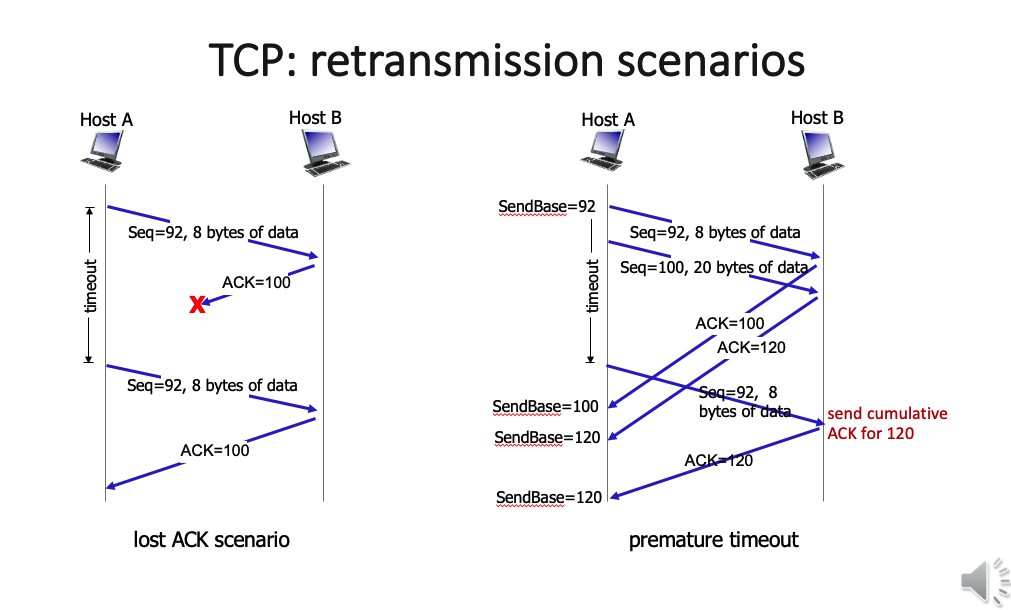 TCP: retransmission scenarios
Host A
Host B
Seq=92, 8 bytes of data
ACK=100
X
timeout
Seq=92, 8 bytes of data
ACK=100
lost ACK scenario
Host A
Host B
SendBase=92
Seq=92, 8 bytes of data
Seq=100, 20 bytes of data
timeout
ACK=100
ACK=120
Seq=92, 8
bytes of data
SendBase=100
SendBase=120
send cumulative
ACK for 120
ACK=120
SendBase=120
premature timeout